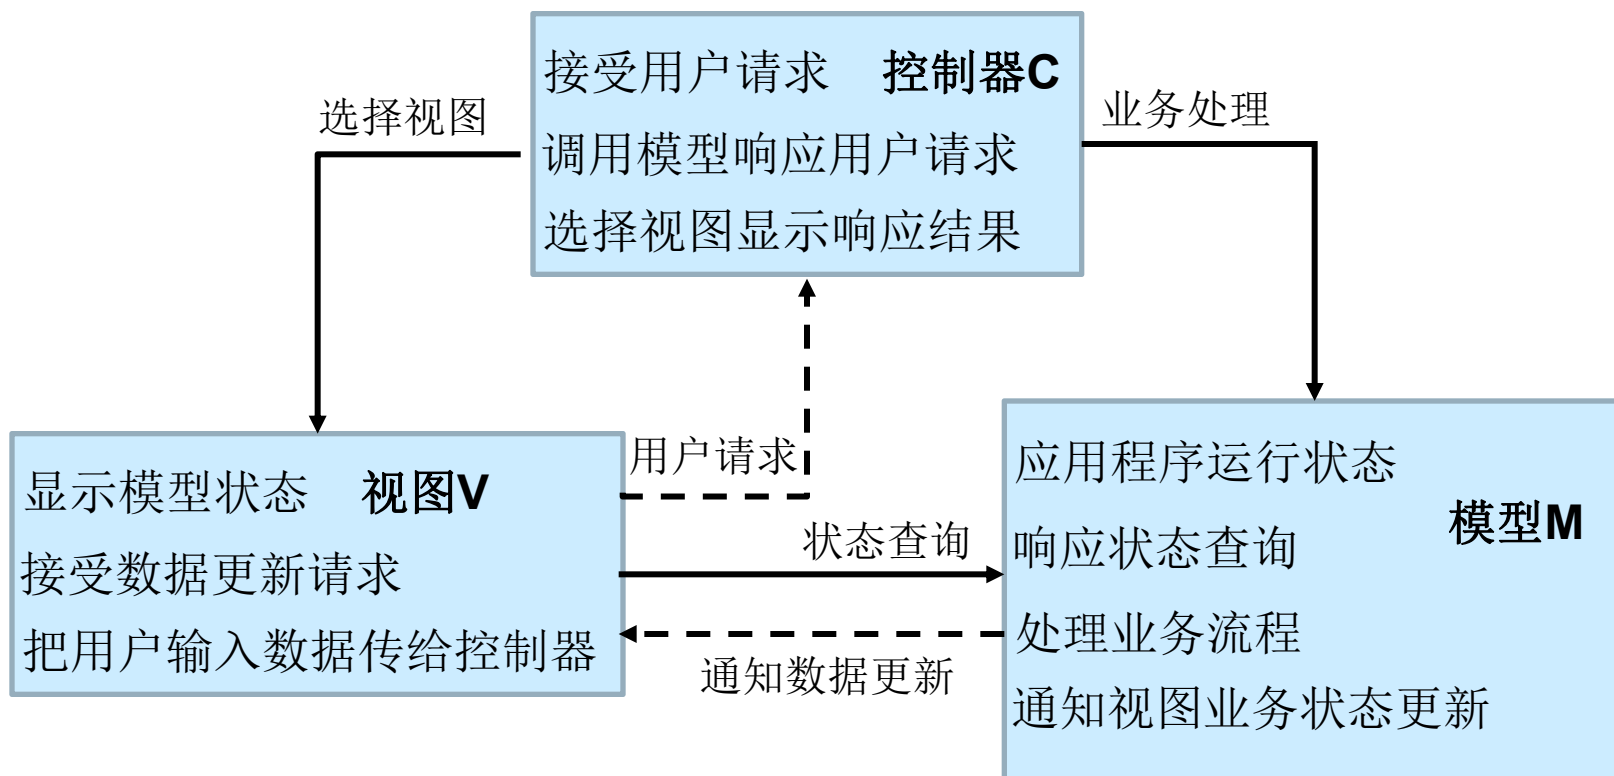 接受用户请求 控制器C
选择视图
业务处理
调用模型响应用户请求
选择视图显示响应结果
用户请求
显示模型状态 视图V
接受数据更新请求
把用户输入数据传给控制器
状态查询
通知数据更新
应用程序运行状态
模型M
响应状态查询
处理业务流程
通知视图业务状态更新